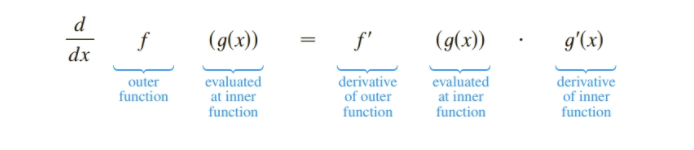 d/dx f (g(x)) = f′ (g(x)) · g′(x)
outer function
evaluated at inner function
derivative of outer function
evaluated at inner function
derivative of inner function